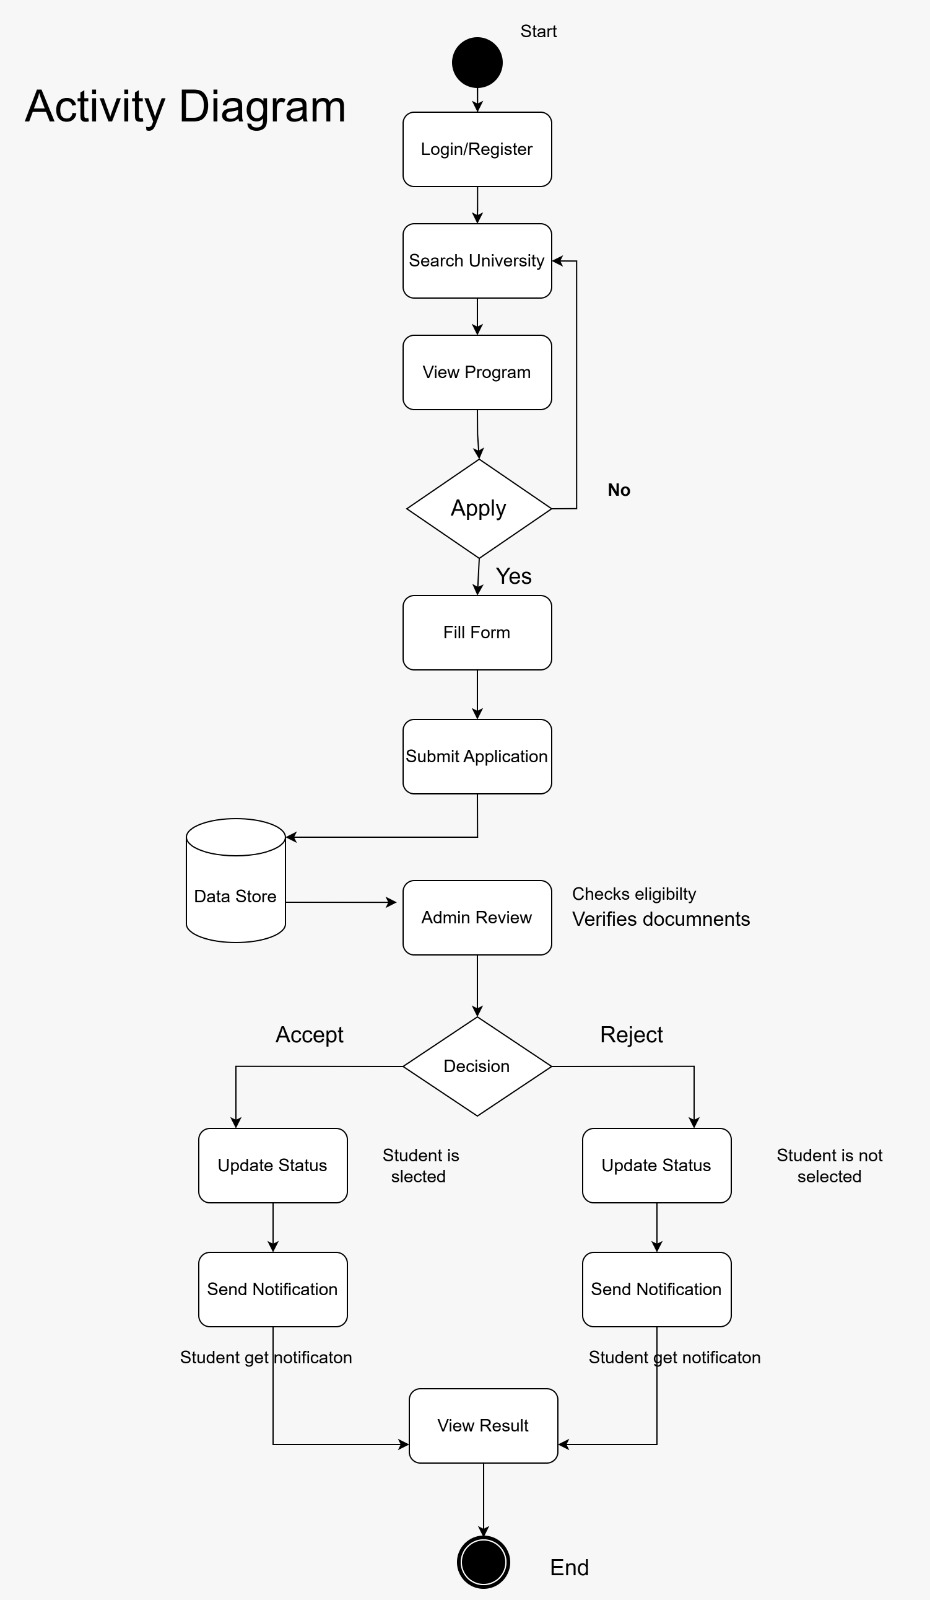 Start
Activity Diagram
Login/Register
Search University
View Program
Apply
No
Yes
Fill Form
Submit Application
Data Store
Admin Review
Checks eligibilty
Verifies documnents
Accept
Reject
Decision
Update Status
Student is
slected
Update Status
Student is not
selected
Send Notification
Send Notification
Student get notificaton
Student get notificaton
View Result
End